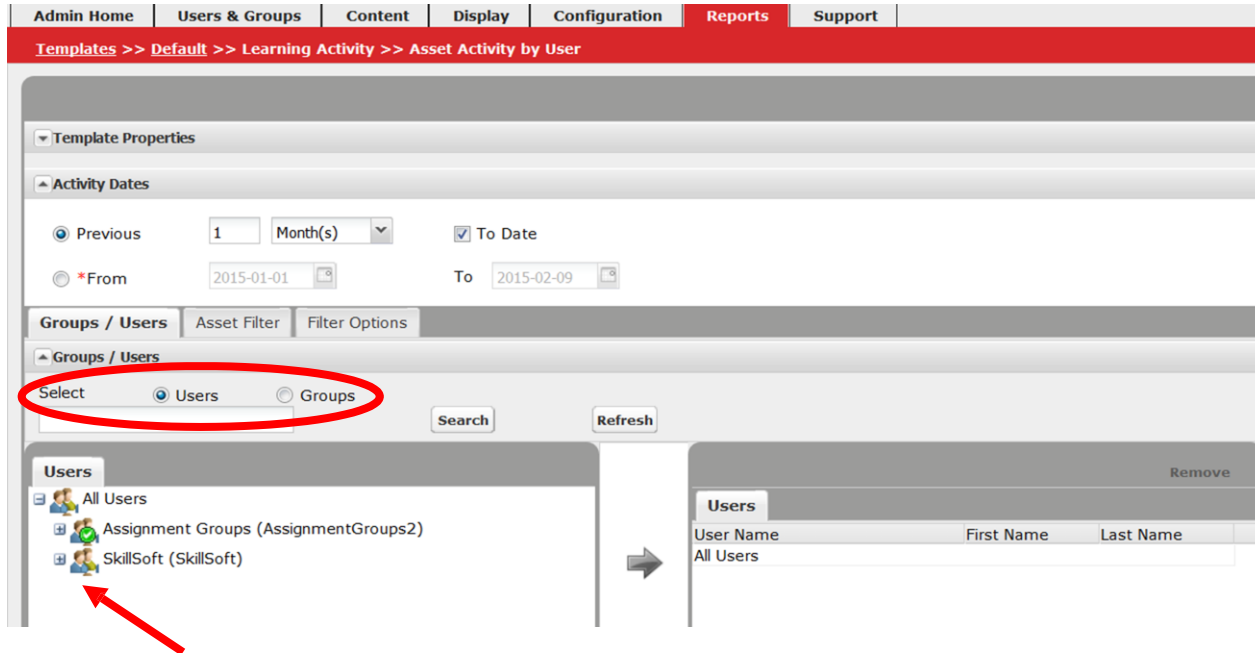 Admin Home Users & Groups Content Display Configuration Reports Support
Templates >> Default >> Learning Activity >> Asset Activity by User
Template Properties
Activity Dates
Previous 1 Month(s) To Date
*From 2015-01-01 To 2015-02-09
Groups / Users Asset Filter Filter Options
Groups / Users
Select Users Groups
Search Refresh
Users
All Users
Assignment Groups (AssignmentGroups2)
SkillSoft (SkillSoft)
Remove
Users
User Name First Name Last Name
All Users